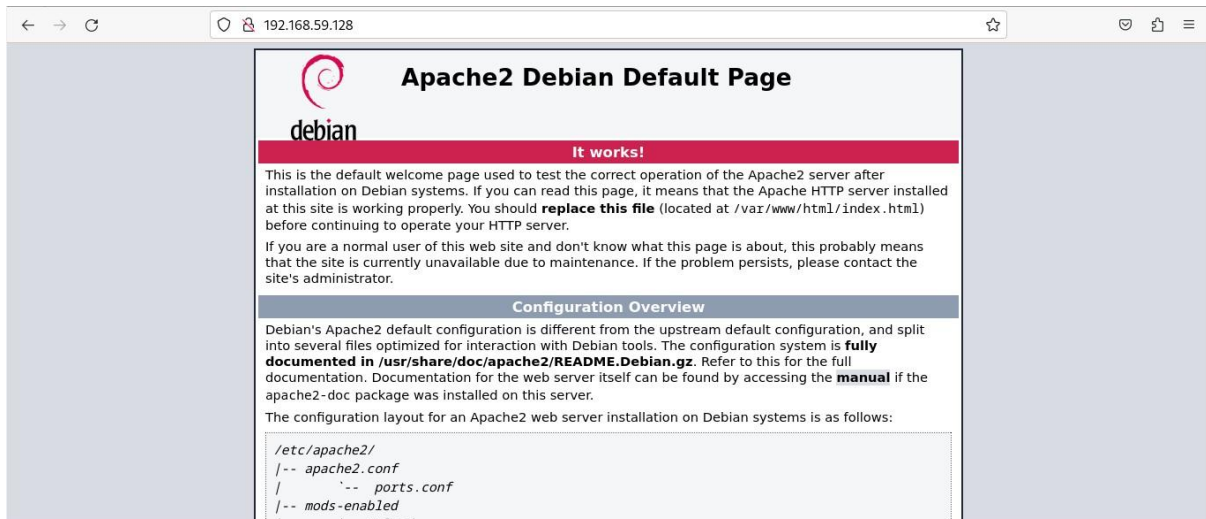 192.168.59.128
Apache2 Debian Default Page
debian
It works!
This is the default welcome page used to test the correct operation of the Apache2 server after
installation on Debian systems. If you can read this page, it means that the Apache HTTP server installed
at this site is working properly. You should replace this file (located at /var/www/html/index.html)
before continuing to operate your HTTP server.
If you are a normal user of this web site and don't know what this page is about, this probably means
that the site is currently unavailable due to maintenance. If the problem persists, please contact the
site's administrator.
Configuration Overview
Debian's Apache2 default configuration is different from the upstream default configuration, and split
into several files optimized for interaction with Debian tools. The configuration system is fully
documented in /usr/share/doc/apache2/README.Debian.gz. Refer to this for the full
documentation. Documentation for the web server itself can be found by accessing the manual if the
apache2-doc package was installed on this server.
The configuration layout for an Apache2 web server installation on Debian systems is as follows:
/etc/apache2/
|-- apache2.conf
|       `--  ports.conf
|-- mods-enabled